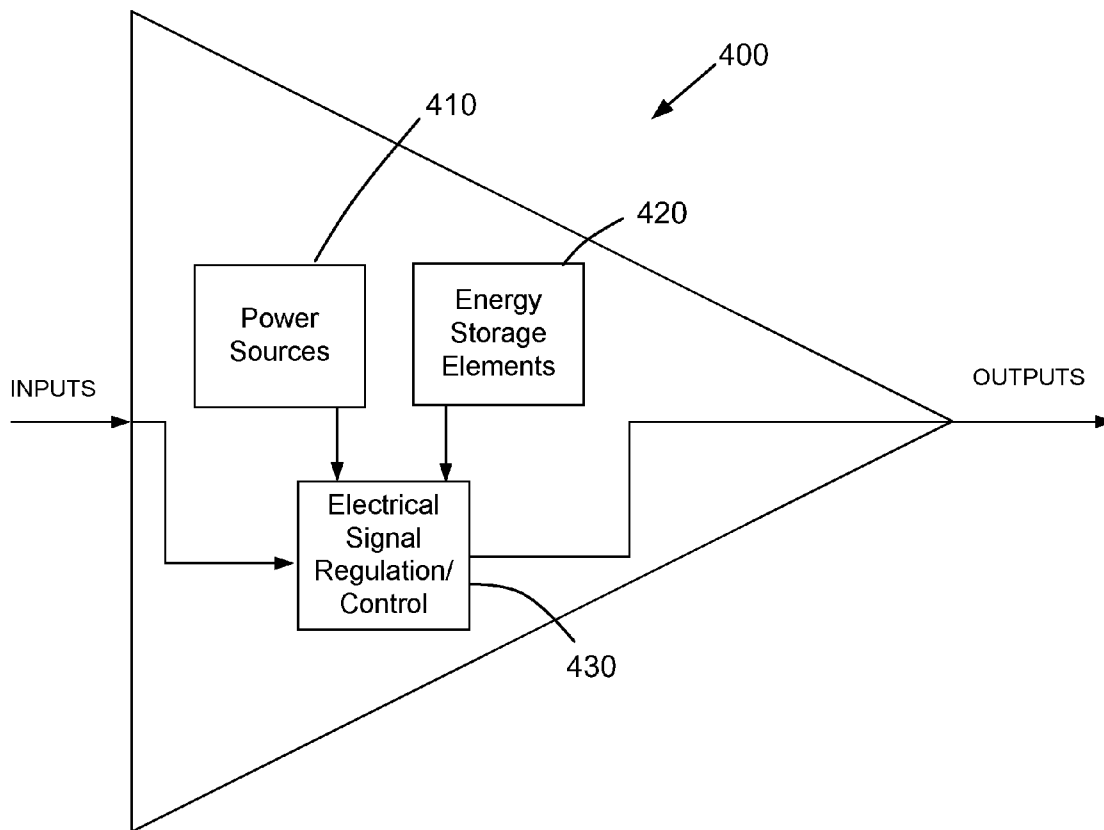 400
410
420
Power
Sources
Energy
Storage
Elements
INPUTS
OUTPUTS
Electrical
Signal
Regulation/
Control
430